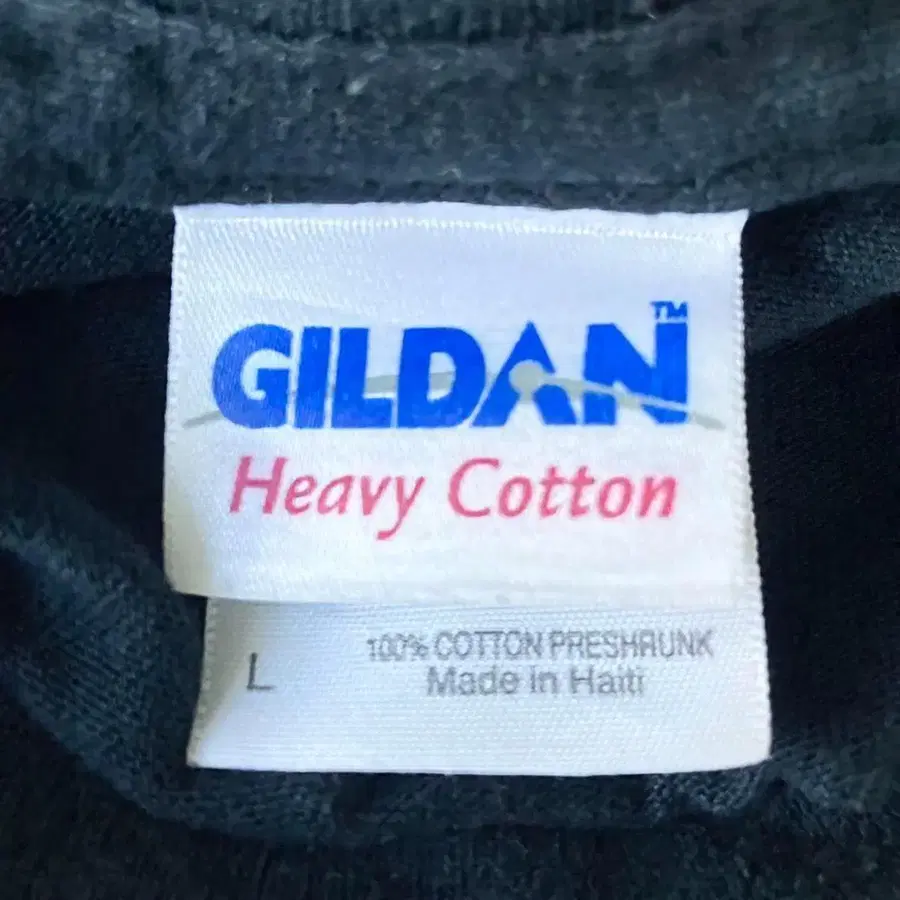 GILDAN™
Heavy Cotton
L 100% COTTON PRESHRUNK
Made in Haiti